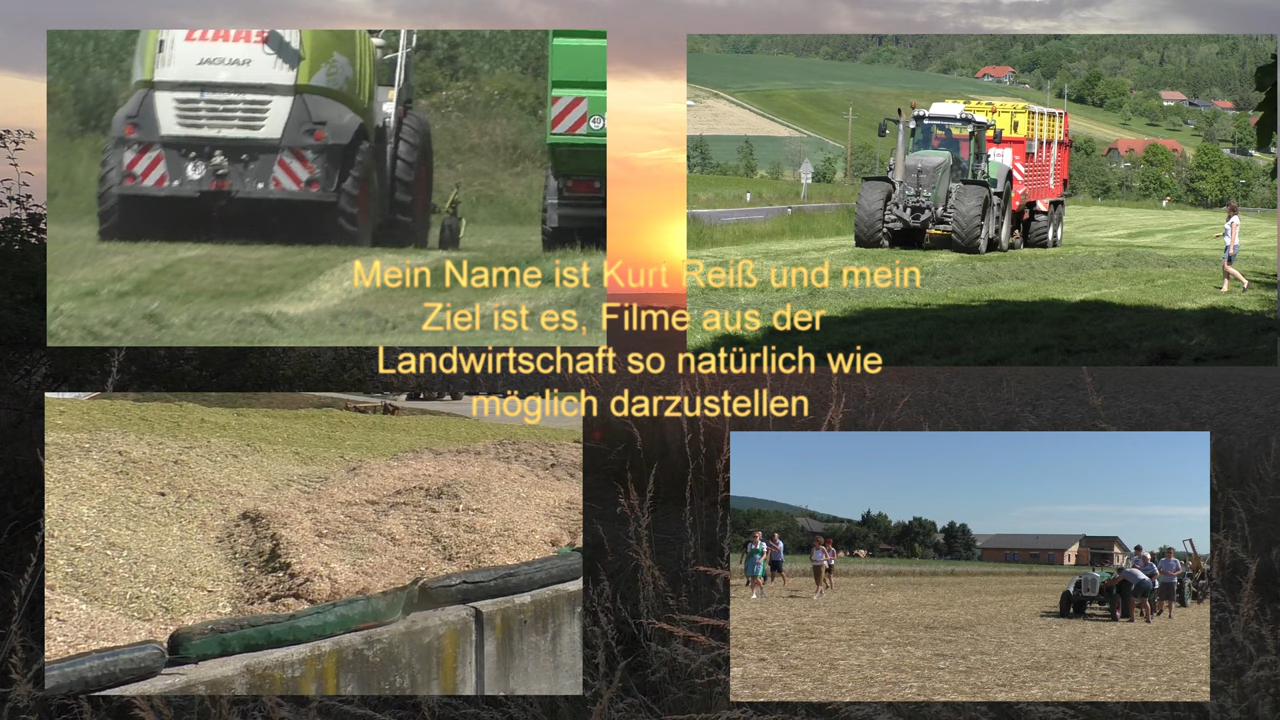 CLAAS
JAGUAR
40
Mein Name ist Kurt Reiß und mein
Ziel ist es, Filme aus der
Landwirtschaft so natürlich wie
möglich darzustellen